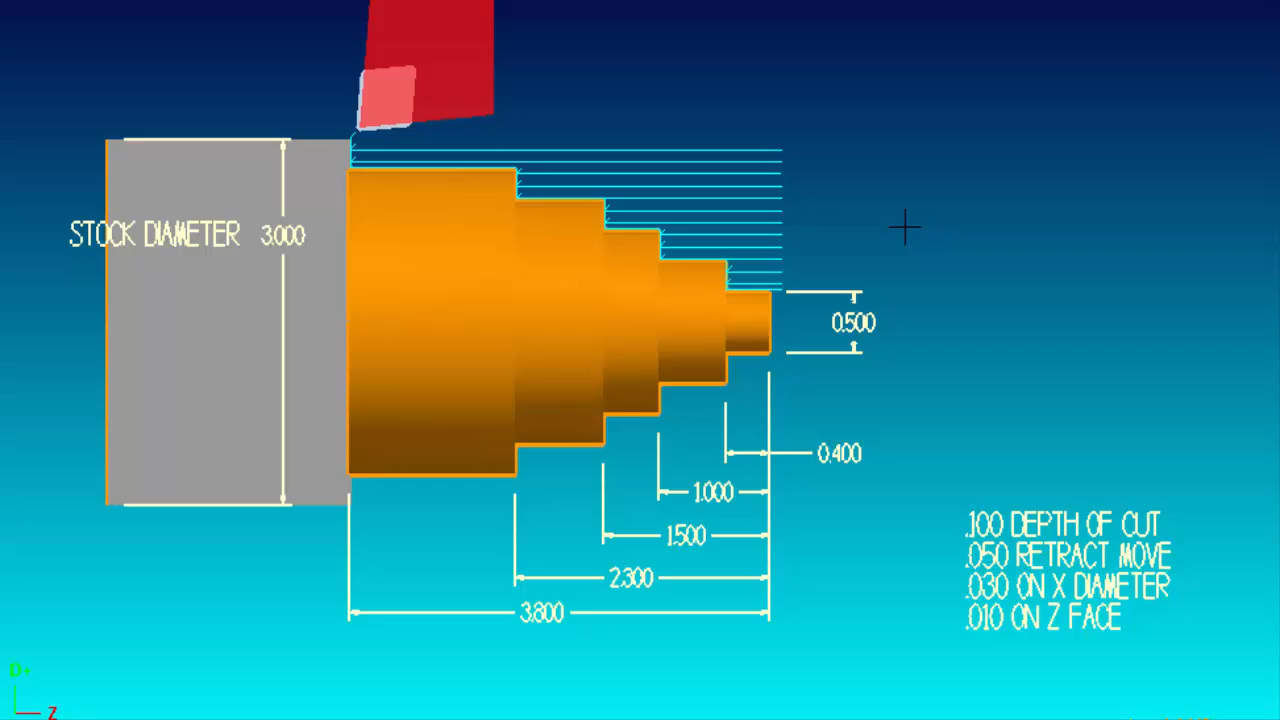 STOCK DIAMETER 3.000
0.500
0.400
1.000
1.500
2.300
3.800
.100 DEPTH OF CUT
.050 RETRACT MOVE
.030 ON X DIAMETER
.010 ON Z FACE
D+
Z